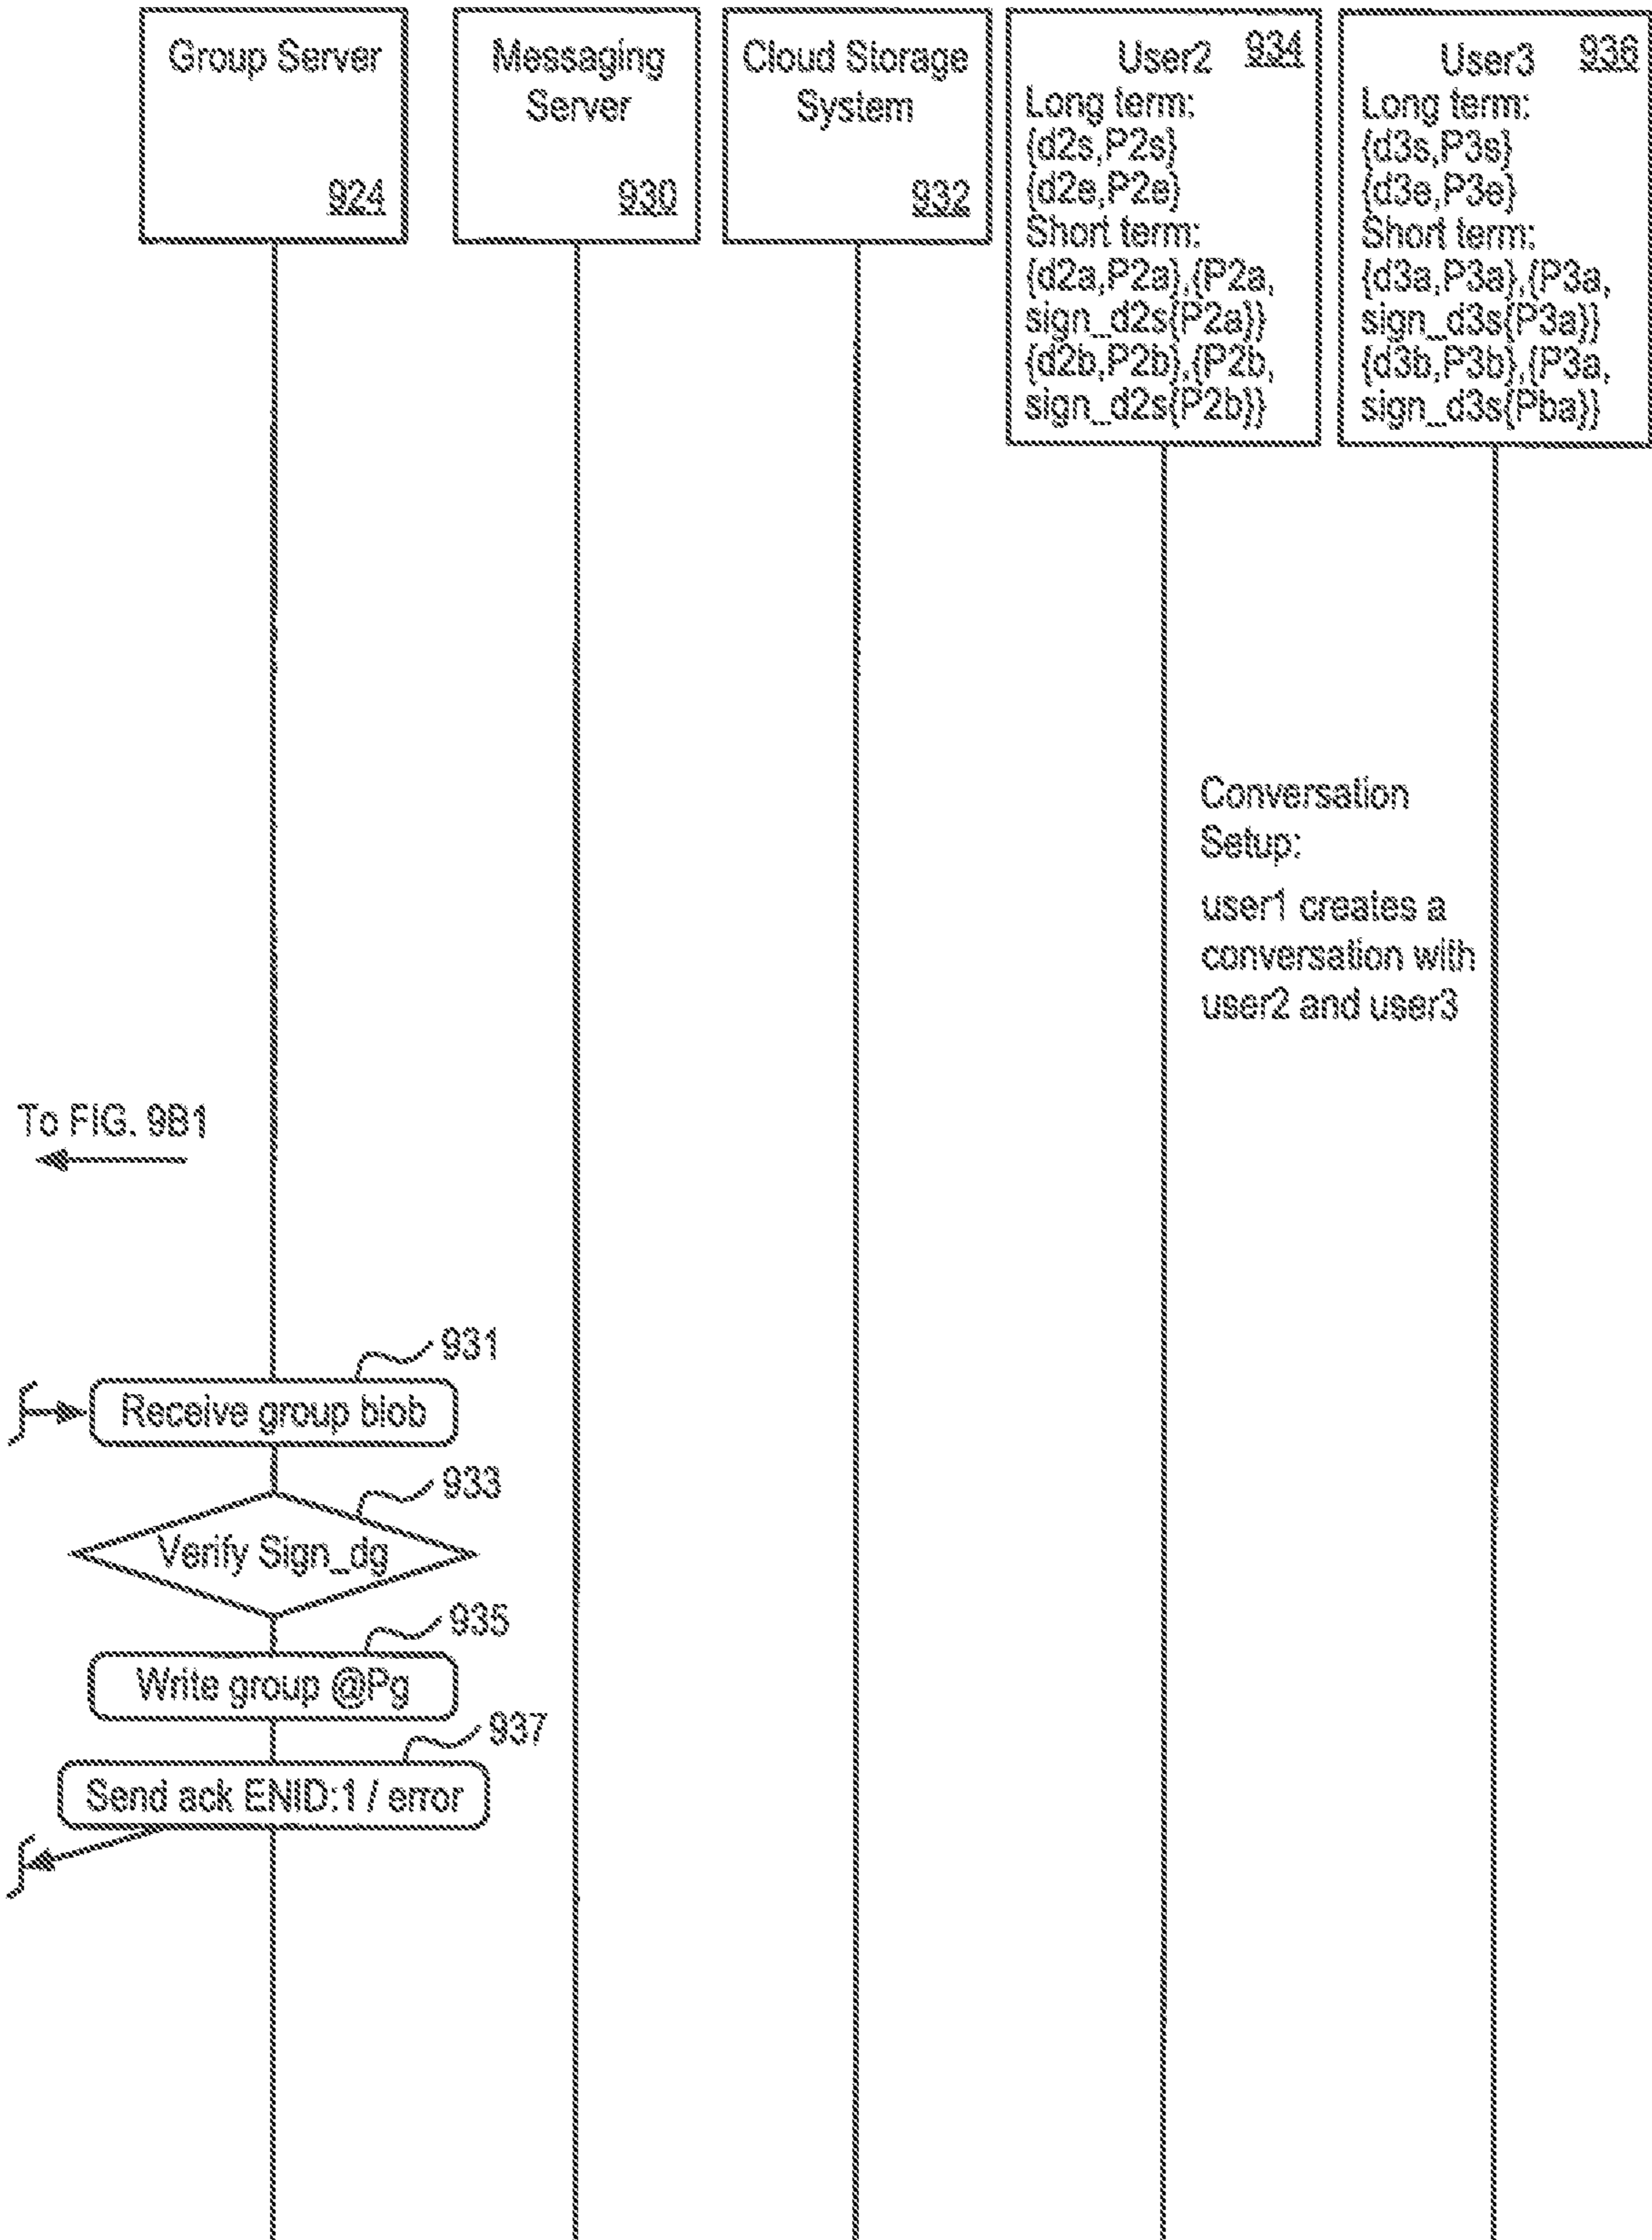 Group Server
924
Messaging
Server
930
Cloud Storage
System
932
User2 934
Long term:
{d2s,P2s}
{d2e,P2e}
Short term:
{d2a,P2a},{P2a,
sign_d2s{P2a}}
{d2b,P2b},{P2b,
sign_d2s{P2b}}
User3 936
Long term:
{d3s,P3s}
{d3e,P3e}
Short term:
{d3a,P3a},{P3a,
sign_d3s{P3a}}
{d3b,P3b},{P3a,
sign_d3s{Pba}}
Conversation
Setup:
user1 creates a
conversation with
user2 and user3
To FIG. 9B1
931
Receive group blob
933
Verify Sign_dg
935
Write group @Pg
937
Send ack ENID:1 / error